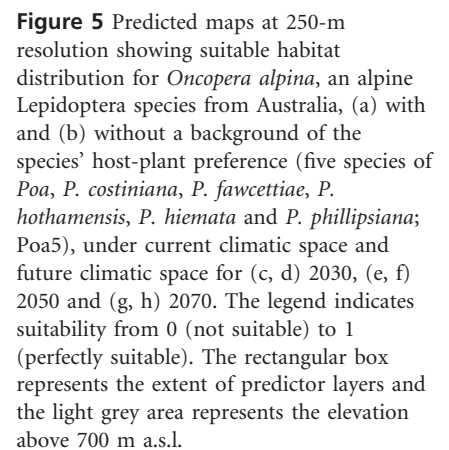 Figure 5 Predicted maps at 250-m
resolution showing suitable habitat
distribution for Oncopera alpina, an alpine
Lepidoptera species from Australia, (a) with
and (b) without a background of the
species' host-plant preference (five species of
Poa, P. costiniana, P. fawcettiae, P.
hothamensis, P. hiemata and P. phillipsiana;
Poa5), under current climatic space and
future climatic space for (c, d) 2030, (e, f)
2050 and (g, h) 2070. The legend indicates
suitability from 0 (not suitable) to 1
(perfectly suitable). The rectangular box
represents the extent of predictor layers and
the light grey area represents the elevation
above 700 m a.s.l.